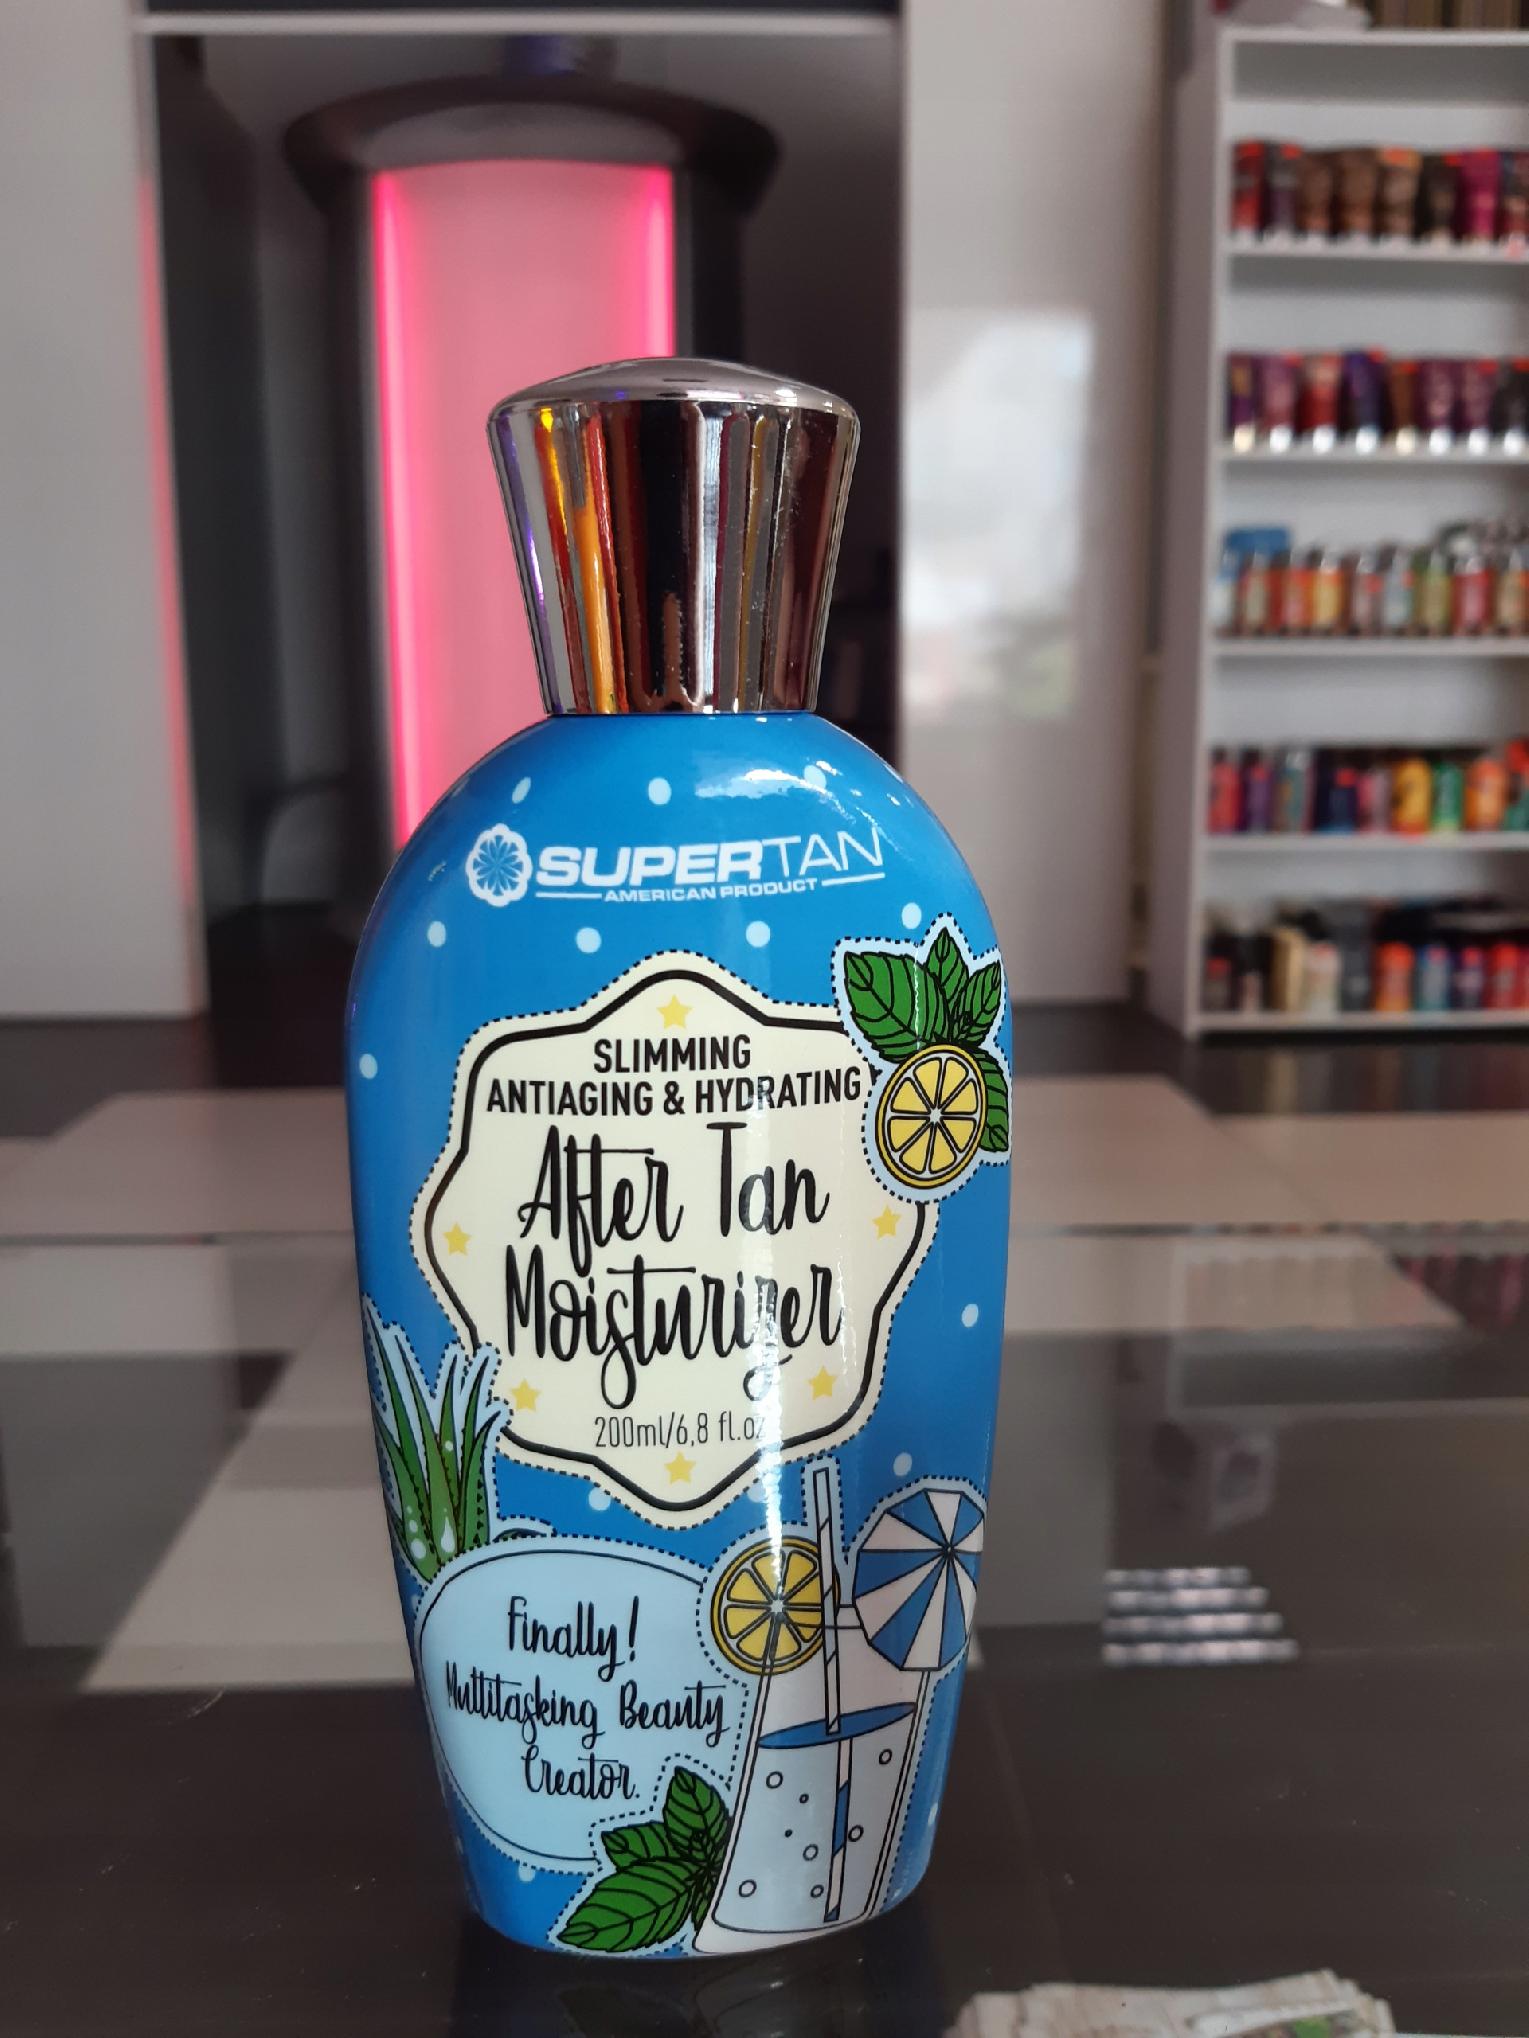 SUPERTAN
AMERICAN PRODUCT
SLIMMING
ANTIAGING & HYDRATING
After Tan
Moisturizer
200ml/6,8 fl.oz
Finally!
Multitasking Beauty
Creator.